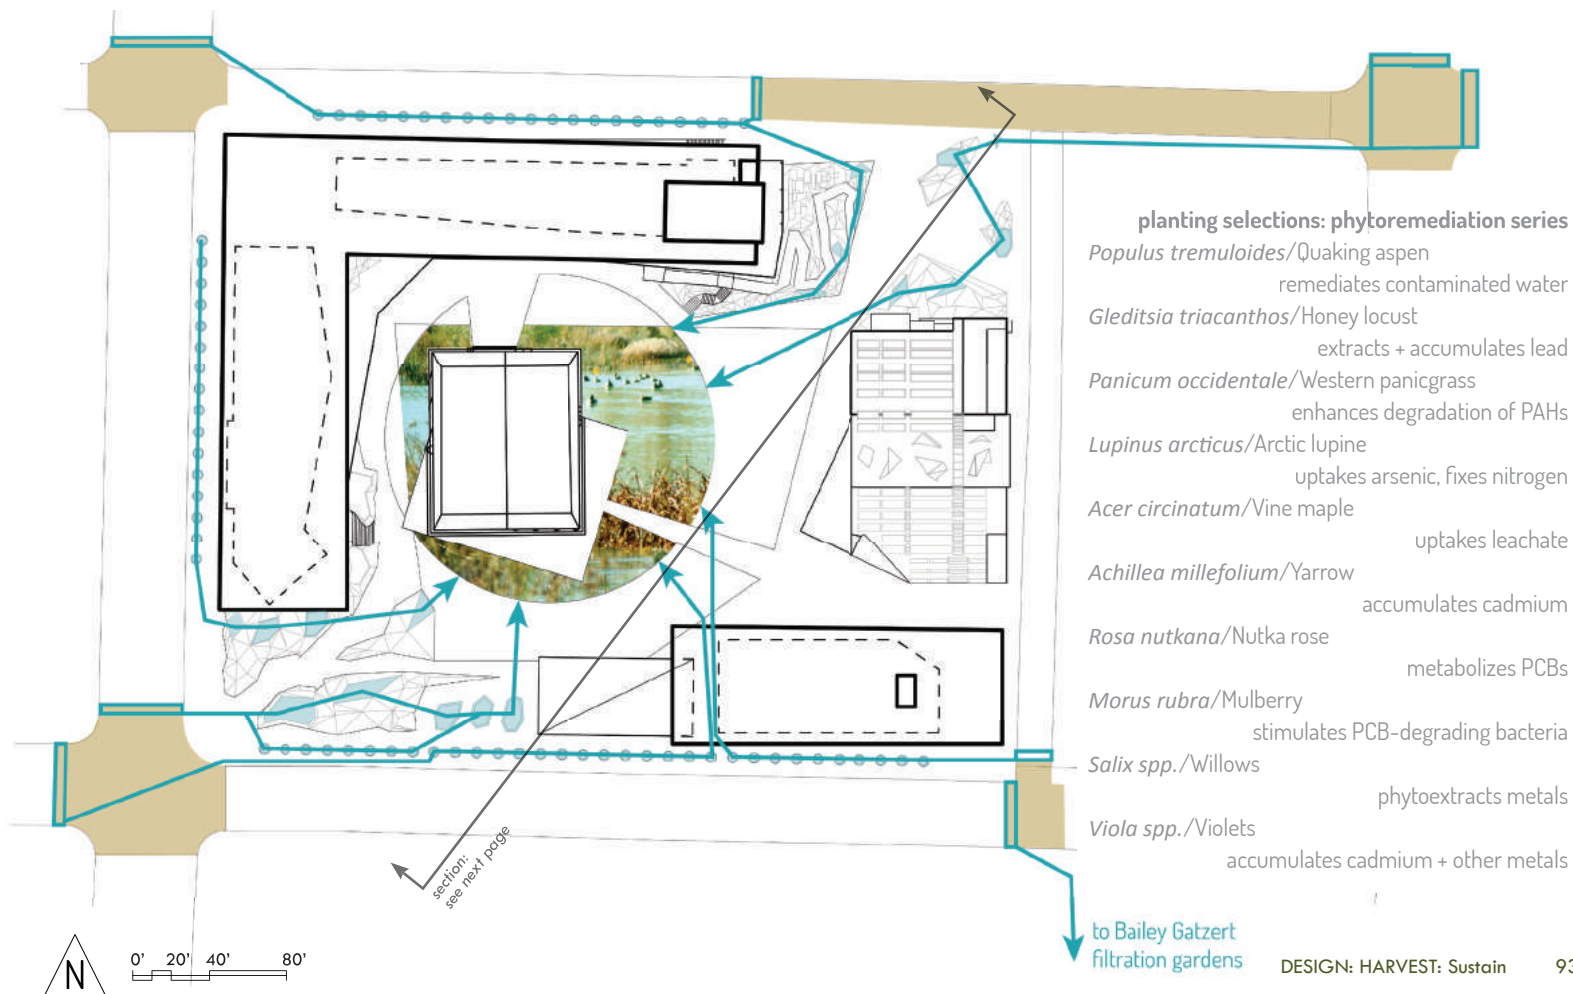 planting selections: phytoremediation series
Populus tremuloides/Quaking aspen
remediates contaminated water
Gleditsia triacanthos/Honey locust
extracts + accumulates lead
Panicum occidentale/Western panicgrass
enhances degradation of PAHs
Lupinus arcticus/Arctic lupine
uptakes arsenic, fixes nitrogen
Acer circinatum/Vine maple
uptakes leachate
Achillea millefolium/Yarrow
accumulates cadmium
Rosa nutkana/Nutka rose
metabolizes PCBs
Morus rubra/Mulberry
stimulates PCB-degrading bacteria
Salix spp./Willows
phytoextracts metals
Viola spp./Violets
accumulates cadmium + other metals
section:
see next page
to Bailey Gatzert
filtration gardens
N
0' 20' 40' 80'
DESIGN: HARVEST: Sustain 93